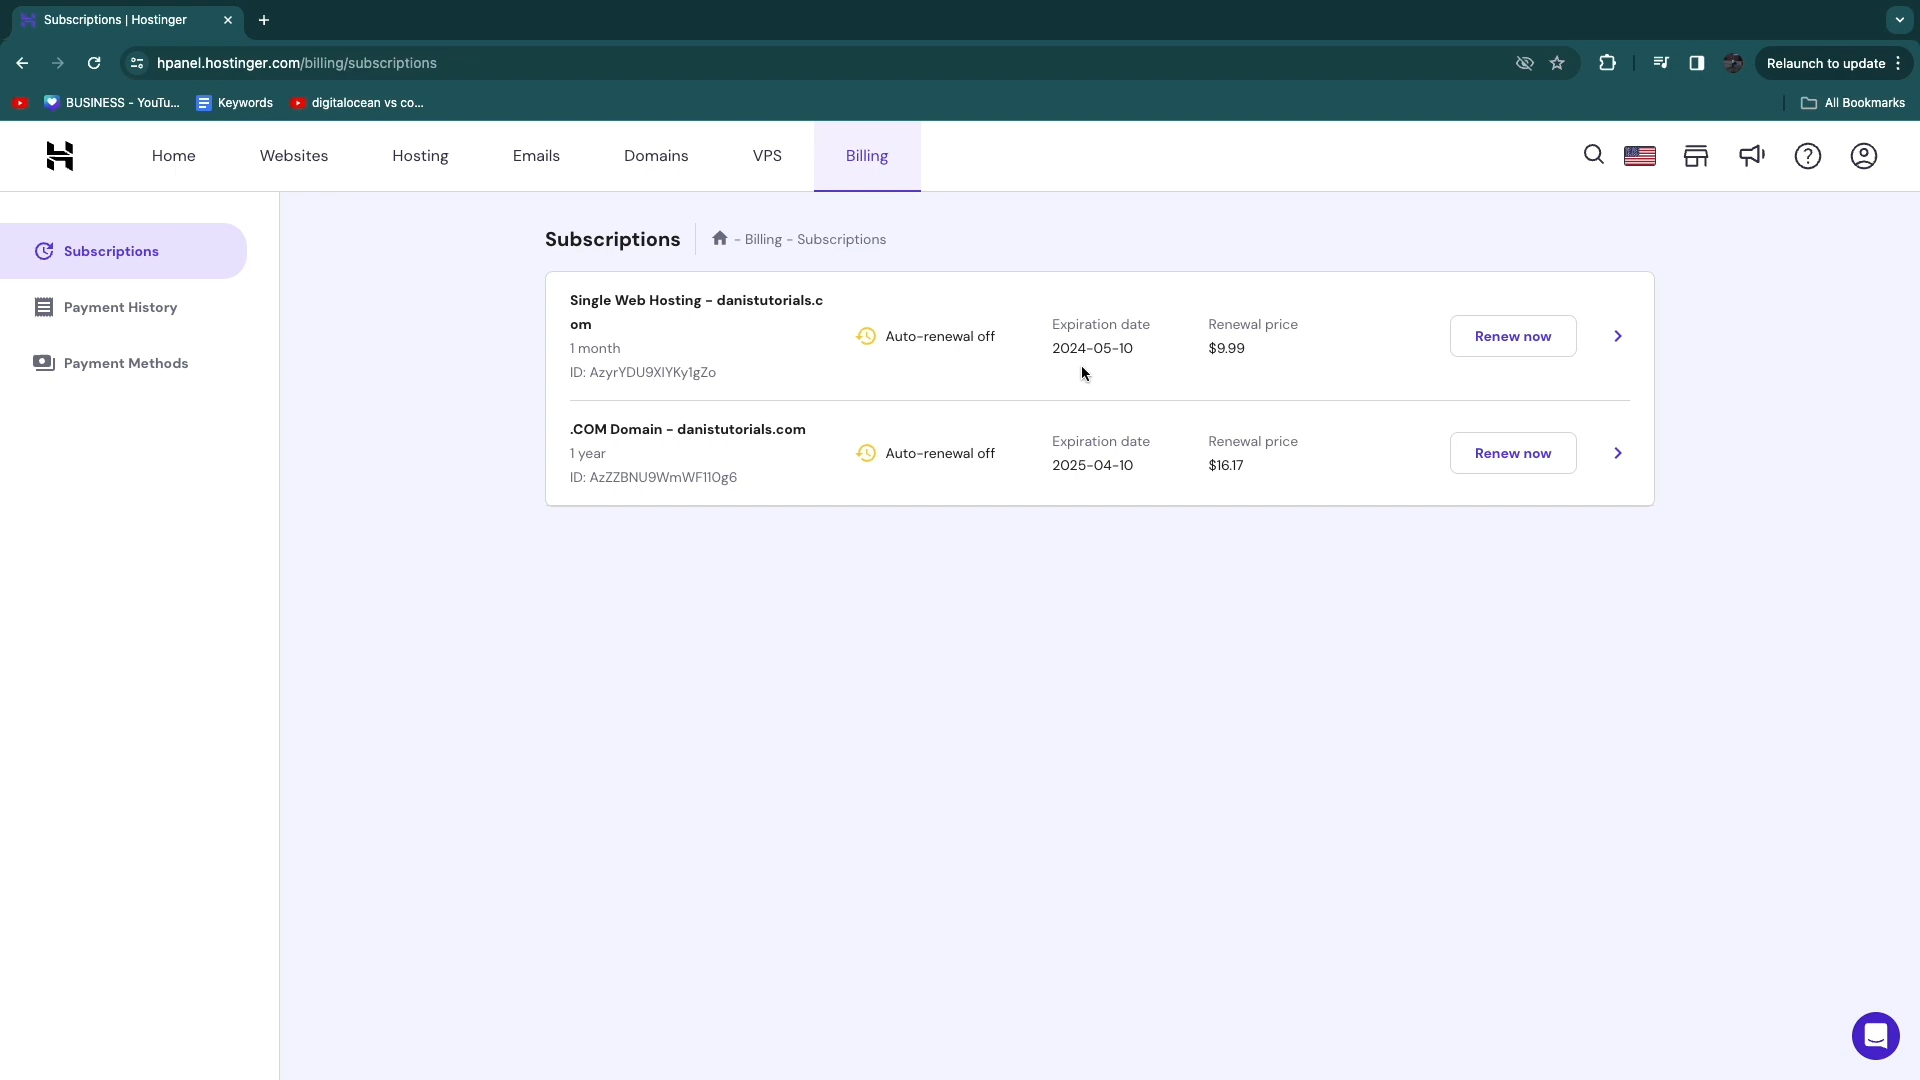 Subscriptions | Hostinger
hpanel.hostinger.com/billing/subscriptions
Relaunch to update
BUSINESS - YouTu...
Keywords
digitalocean vs co...
All Bookmarks
Home
Websites
Hosting
Emails
Domains
VPS
Billing
Subscriptions
Payment History
Payment Methods
Subscriptions
- Billing - Subscriptions
Single Web Hosting - danistutorials.c
om
1 month
ID: AzyrYDU9XIYKy1gZo
Auto-renewal off
Expiration date
2024-05-10
Renewal price
$9.99
Renew now
.COM Domain - danistutorials.com
1 year
ID: AzZZBNU9WmWF110g6
Auto-renewal off
Expiration date
2025-04-10
Renewal price
$16.17
Renew now